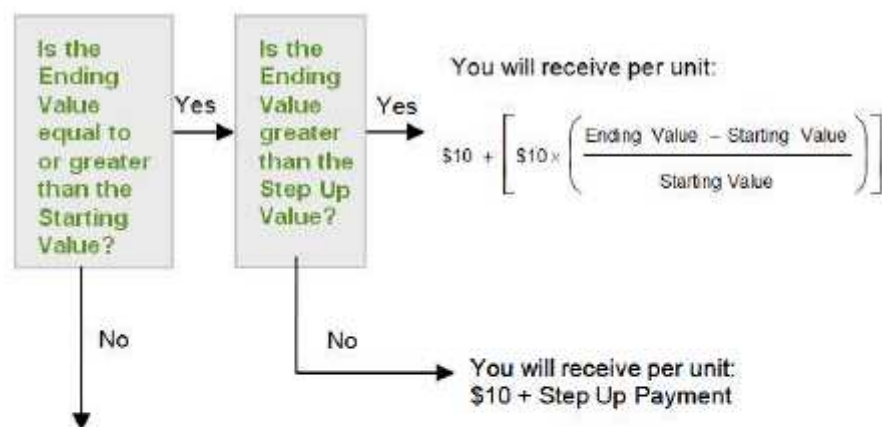 Is the
Ending
Value
equal to
or greater
than the
Starting
Value?
Yes
No
Is the
Ending
Value
greater
than the
Step Up
Value?
Yes
No
You will receive per unit:
$10 + [ $10 × ( Ending Value – Starting Value
Starting Value ) ]
You will receive per unit:
$10 + Step Up Payment